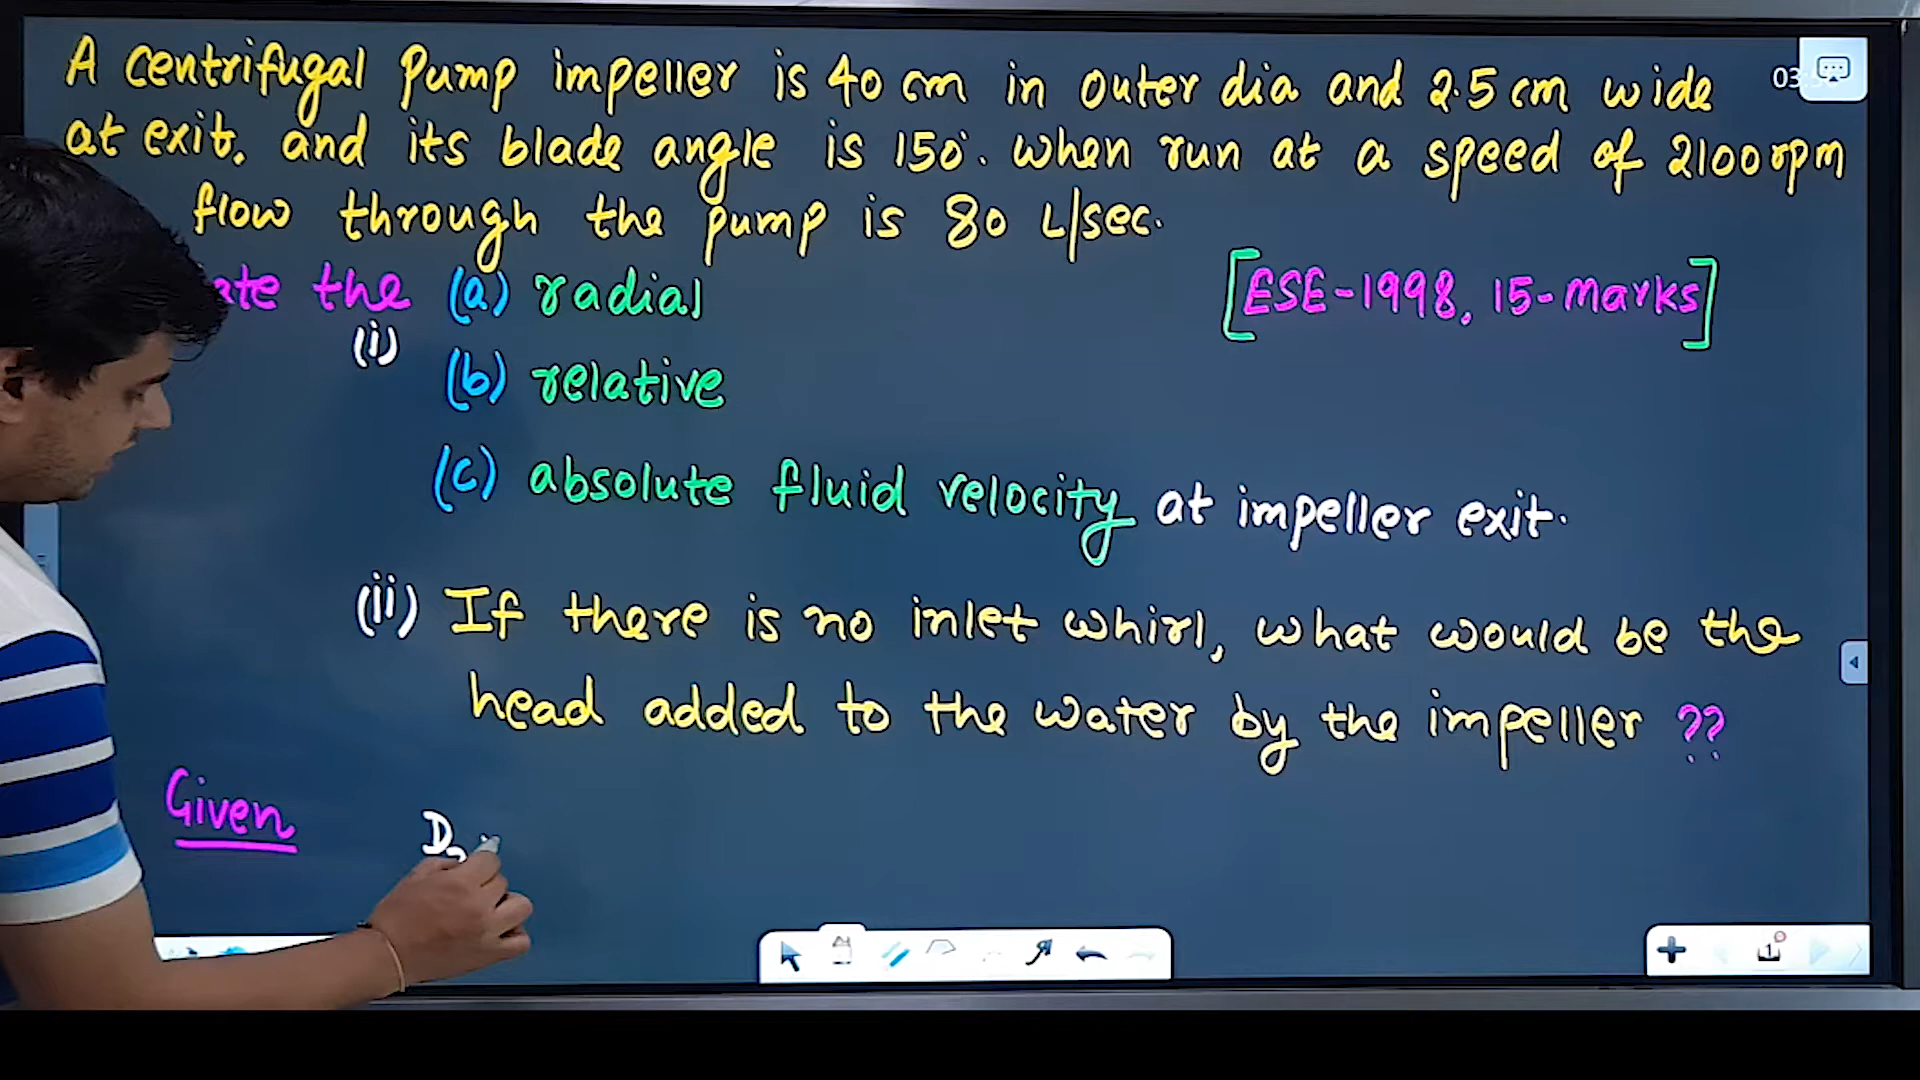 A centrifugal Pump impeller is 40 cm in outer dia and 2.5 cm wide
at exit. and its blade angle is 150°. when run at a speed of 2100 rpm
flow through the pump is 80 L/sec.
the (a) radial
[ESE-1998, 15-Marks]
(i)
(b) relative
(c) absolute fluid velocity at impeller exit.
(ii) If there is no inlet whirl, what would be the
head added to the water by the impeller ??
Given
D2
1